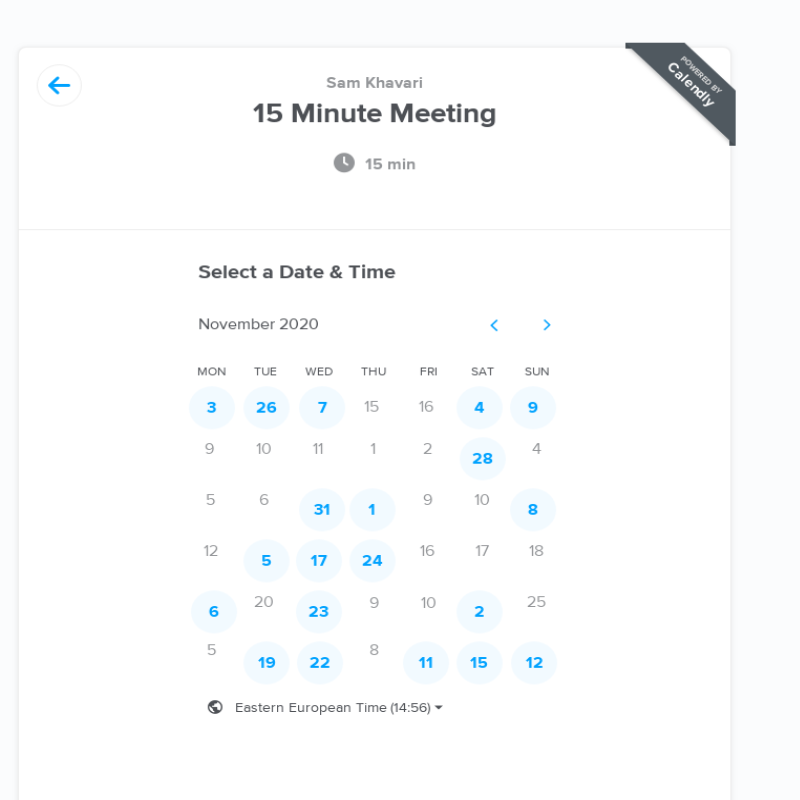 Sam Khavari
POWERED BY
Calendly
15 Minute Meeting
15 min
Select a Date & Time
November 2020
MON TUE WED THU FRI SAT SUN
3 26 7 15 16 4 9
9 10 11 1 2 28 4
5 6 31 1 9 10 8
12 5 17 24 16 17 18
6 20 23 9 10 2 25
5 19 22 8 11 15 12
Eastern European Time (14:56)